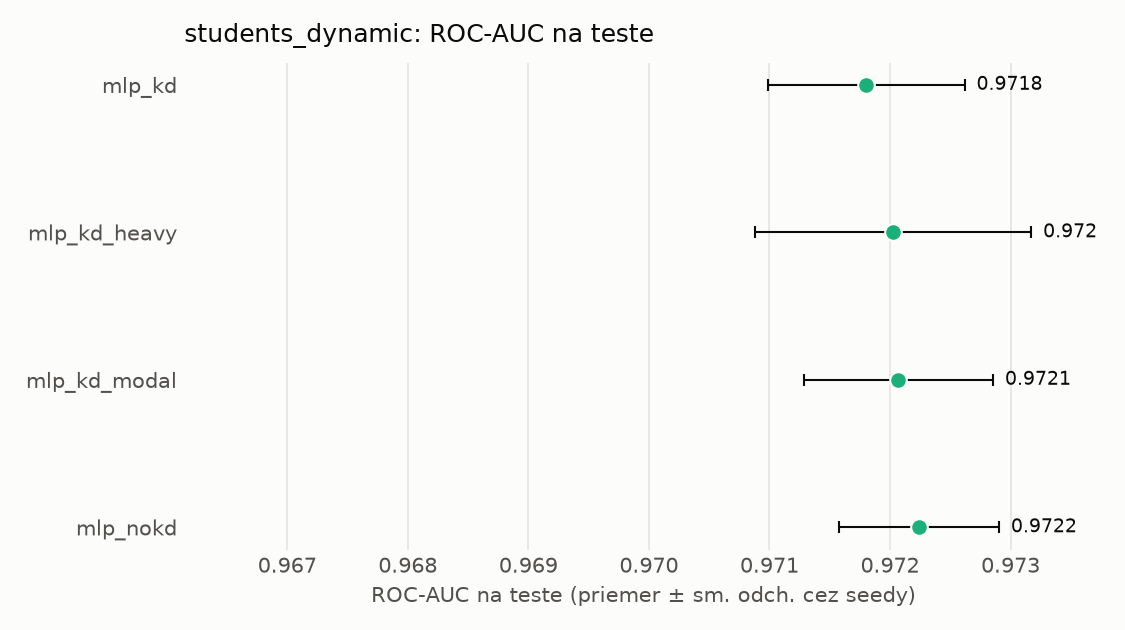 students_dynamic: ROC-AUC na teste
mlp_kd
0.9718
mlp_kd_heavy
0.972
mlp_kd_modal
0.9721
mlp_nokd
0.9722
0.967 0.968 0.969 0.970 0.971 0.972 0.973
ROC-AUC na teste (priemer ± sm. odch. cez seedy)